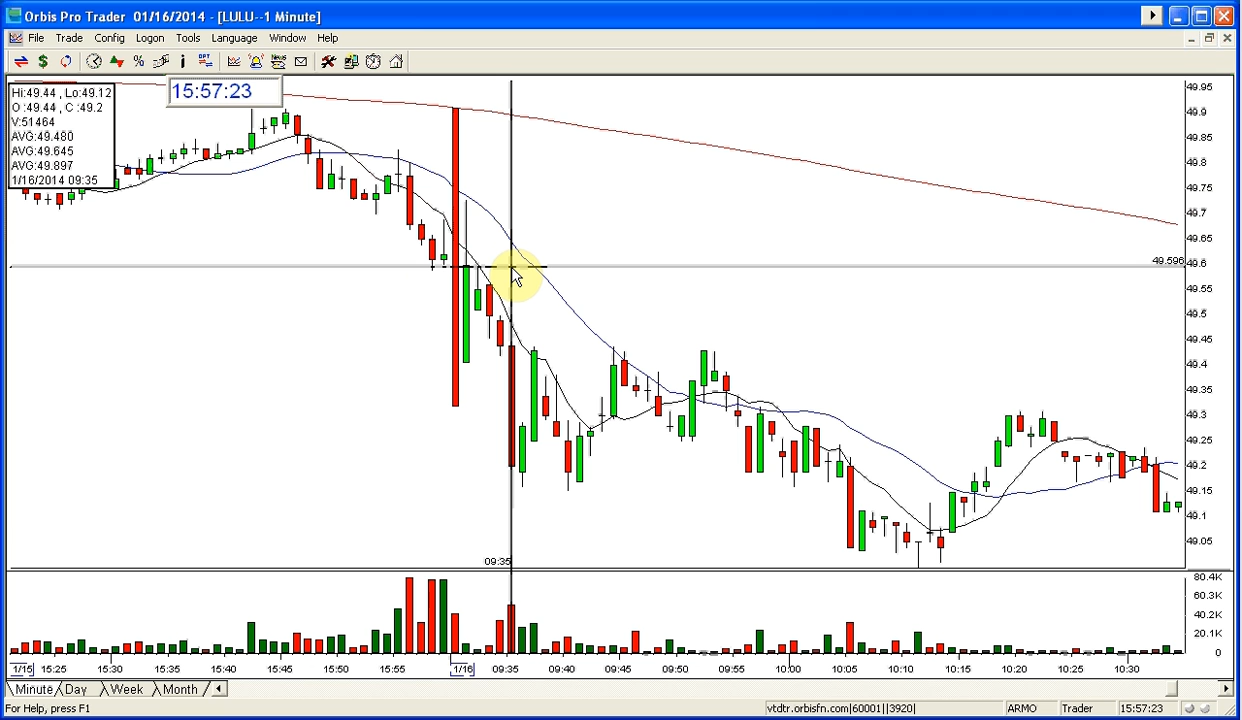 Orbis Pro Trader 01/16/2014 - [LULU--1 Minute]
File Trade Config Logon Tools Language Window Help
Hi:49.44 , Lo:49.12
O :49.44 , C :49.2
V:51464
AVG:49.480
AVG:49.645
AVG:49.897
1/16/2014 09:35
15:57:23
49.95
49.9
49.85
49.8
49.75
49.7
49.65
49.596
49.6
49.55
49.5
49.45
49.4
49.35
49.3
49.25
49.2
49.15
49.1
49.05
09:35
80.4K
60.3K
40.2K
20.1K
0
1/15 15:25 15:30 15:35 15:40 15:45 15:50 15:55 1/16 09:35 09:40 09:45 09:50 09:55 10:00 10:05 10:10 10:15 10:20 10:25 10:30
Minute Day Week Month
For Help, press F1 vtdtr.orbisfn.com|60001||3920| ARMO Trader 15:57:23